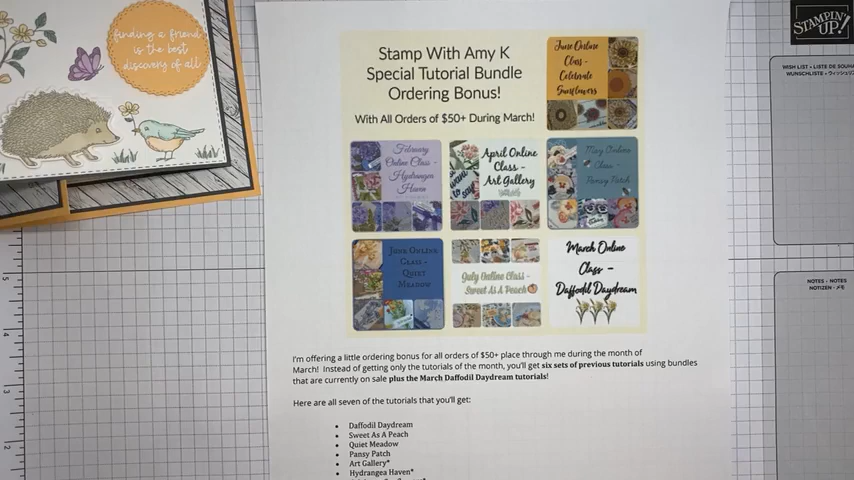 finding a friend
is the best
discovery of all
Stamp With Amy K
Special Tutorial Bundle
Ordering Bonus!
With All Orders of $50+ During March!
June Online
Class -
Celebrate
Sunflowers
February
Online Class -
Hydrangea
Haven
April Online
Class -
Art Gallery
May Online
Class -
Pansy Patch
June Online
Class -
Quiet
Meadow
July Online Class -
Sweet As A Peach
March Online
Class -
Daffodil Daydream
I'm offering a little ordering bonus for all orders of $50+ place through me during the month of
March! Instead of getting only the tutorials of the month, you'll get six sets of previous tutorials using bundles
that are currently on sale plus the March Daffodil Daydream tutorials!
Here are all seven of the tutorials that you'll get:
• Daffodil Daydream
• Sweet As A Peach
• Quiet Meadow
• Pansy Patch
• Art Gallery*
• Hydrangea Haven*
STAMPIN' UP!
NOTES • NOTES
NOTIZEN •
5
4
3
2